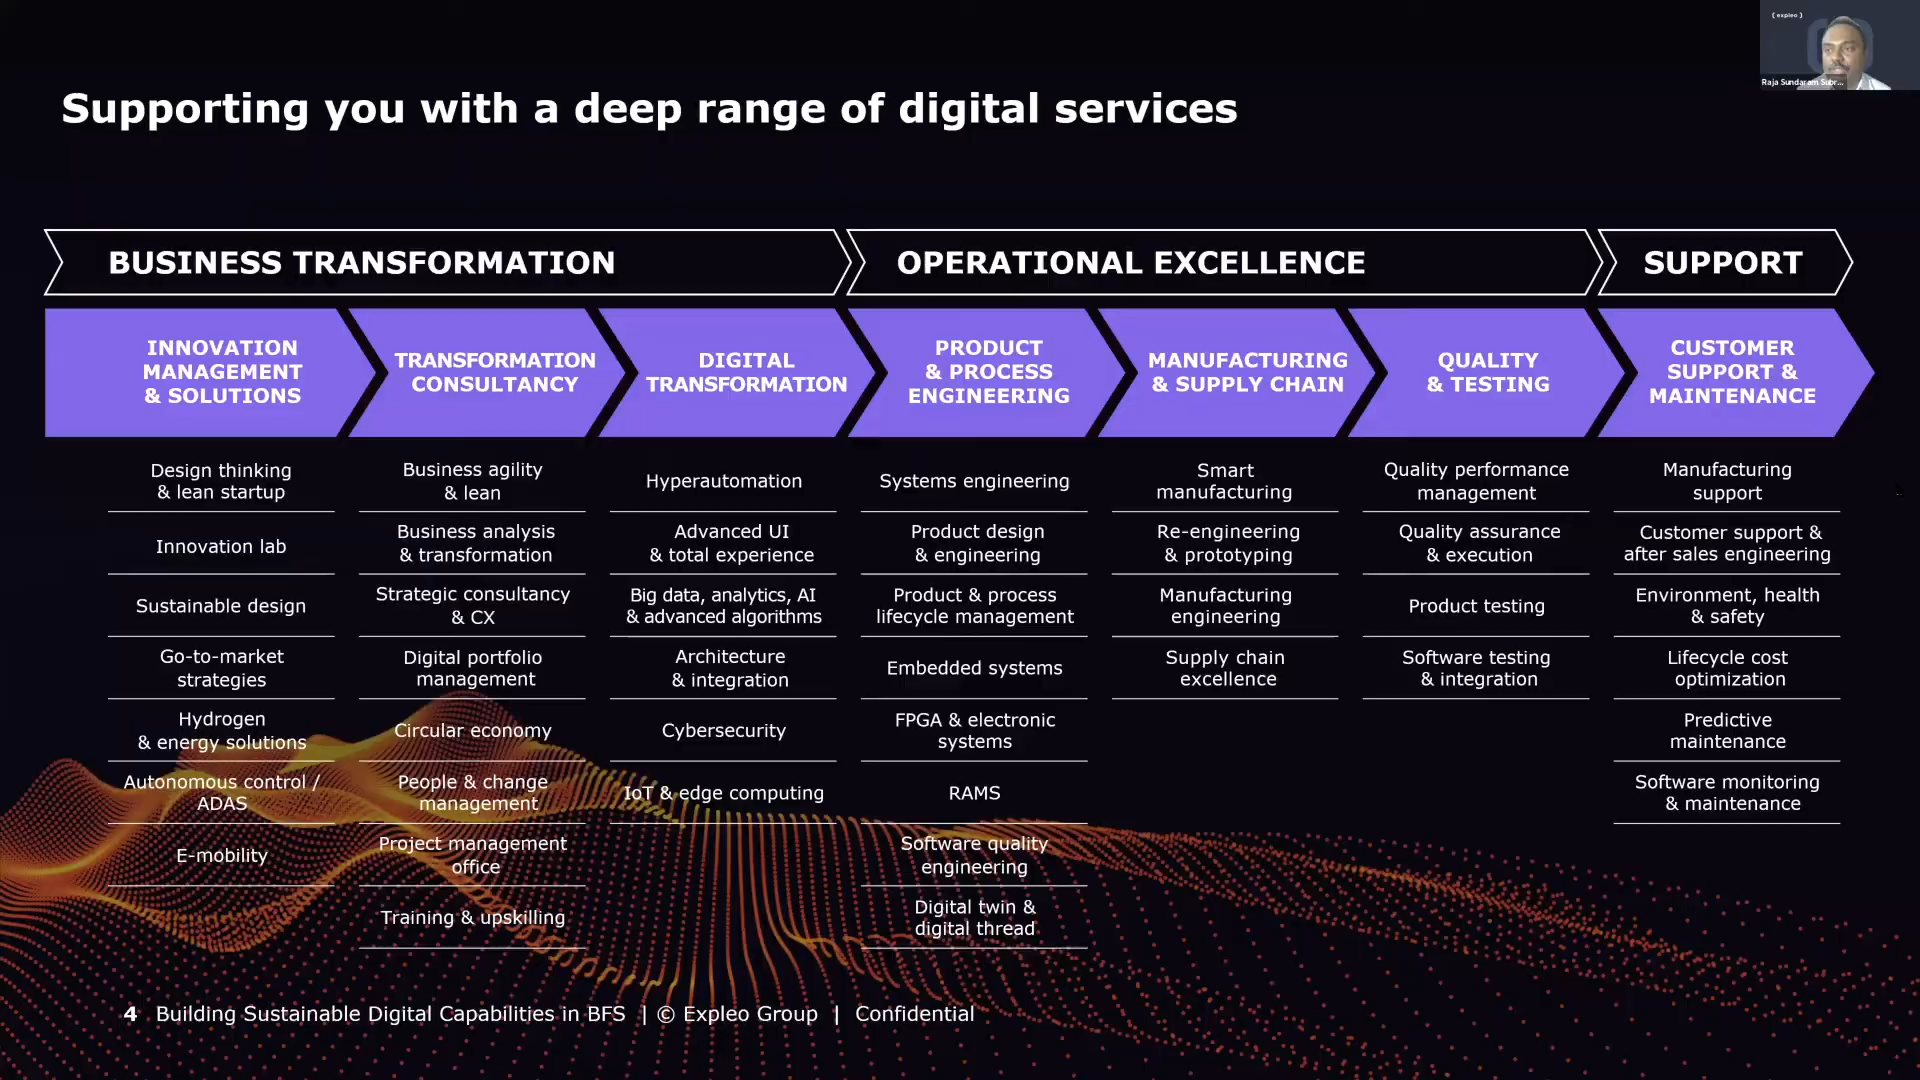 { expleo }
Raja Sundaram Subr...
Supporting you with a deep range of digital services
BUSINESS TRANSFORMATION
OPERATIONAL EXCELLENCE
SUPPORT
INNOVATION
MANAGEMENT
& SOLUTIONS
TRANSFORMATION
CONSULTANCY
DIGITAL
TRANSFORMATION
PRODUCT
& PROCESS
ENGINEERING
MANUFACTURING
& SUPPLY CHAIN
QUALITY
& TESTING
CUSTOMER
SUPPORT &
MAINTENANCE
Design thinking
& lean startup
Innovation lab
Sustainable design
Go-to-market
strategies
Hydrogen
& energy solutions
Autonomous control /
ADAS
E-mobility
Business agility
& lean
Business analysis
& transformation
Strategic consultancy
& CX
Digital portfolio
management
Circular economy
People & change
management
Project management
office
Training & upskilling
Hyperautomation
Advanced UI
& total experience
Big data, analytics, AI
& advanced algorithms
Architecture
& integration
Cybersecurity
IoT & edge computing
Systems engineering
Product design
& engineering
Product & process
lifecycle management
Embedded systems
FPGA & electronic
systems
RAMS
Software quality
engineering
Digital twin &
digital thread
Smart
manufacturing
Re-engineering
& prototyping
Manufacturing
engineering
Supply chain
excellence
Quality performance
management
Quality assurance
& execution
Product testing
Software testing
& integration
Manufacturing
support
Customer support &
after sales engineering
Environment, health
& safety
Lifecycle cost
optimization
Predictive
maintenance
Software monitoring
& maintenance
4 Building Sustainable Digital Capabilities in BFS | © Expleo Group | Confidential